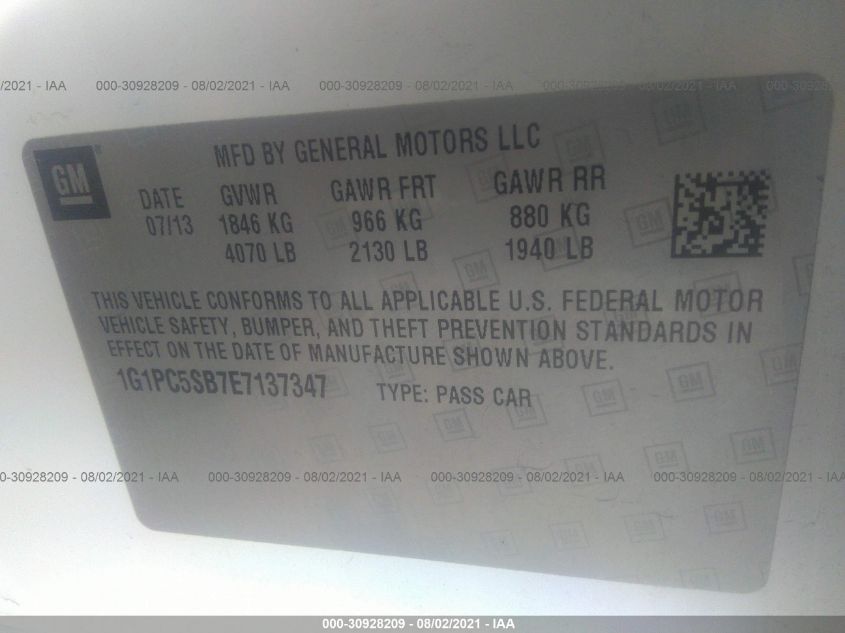 000-30928209 - 08/02/2021 - IAA
GM
MFD BY GENERAL MOTORS LLC
DATE GVWR GAWR FRT GAWR RR
07/13 1846 KG 966 KG 880 KG
4070 LB 2130 LB 1940 LB
THIS VEHICLE CONFORMS TO ALL APPLICABLE U.S. FEDERAL MOTOR
VEHICLE SAFETY, BUMPER, AND THEFT PREVENTION STANDARDS IN
EFFECT ON THE DATE OF MANUFACTURE SHOWN ABOVE.
1G1PC5SB7E7137347 TYPE: PASS CAR
000-30928209 - 08/02/2021 - IAA
000-30928209 - 08/02/2021 - IAA